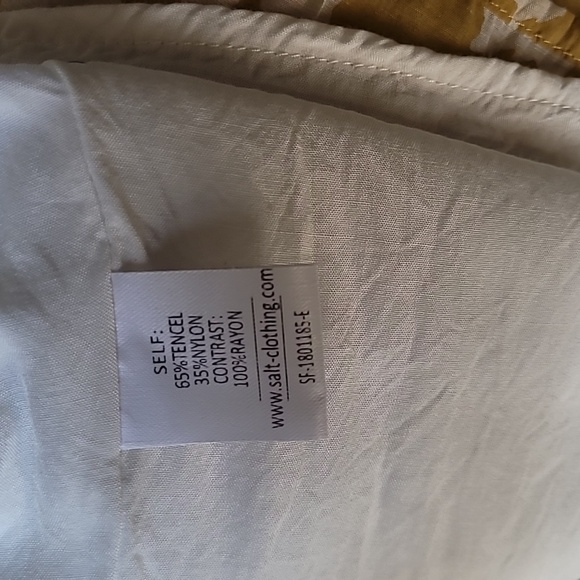 SELF:
65%TENCEL
35%NYLON
CONTRAST:
100%RAYON
www.salt-clothing.com
SF-1801185-E